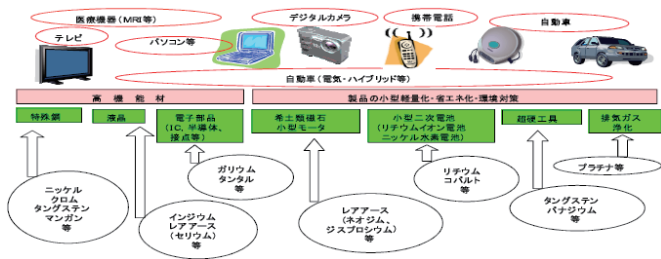 医療機器(MRI等)
デジタルカメラ
携帯電話
自動車
テレビ
パソコン等
自動車(電気・ハイブリッド等)
高機能材
製品の小型軽量化・省エネ化・環境対策
特殊鋼
液晶
電子部品
(IC、半導体、
接点等)
希土類磁石
小型モータ
小型二次電池
(リチウムイオン電池
ニッケル水素電池)
超硬工具
排気ガス
浄化
ニッケル
クロム
タングステン
マンガン
等
インジウム
レアアース
(セリウム)
等
ガリウム
タンタル
等
レアアース
(ネオジム、
ジスプロシウム)
等
リチウム
コバルト
等
タングステン
バナジウム
等
プラチナ等